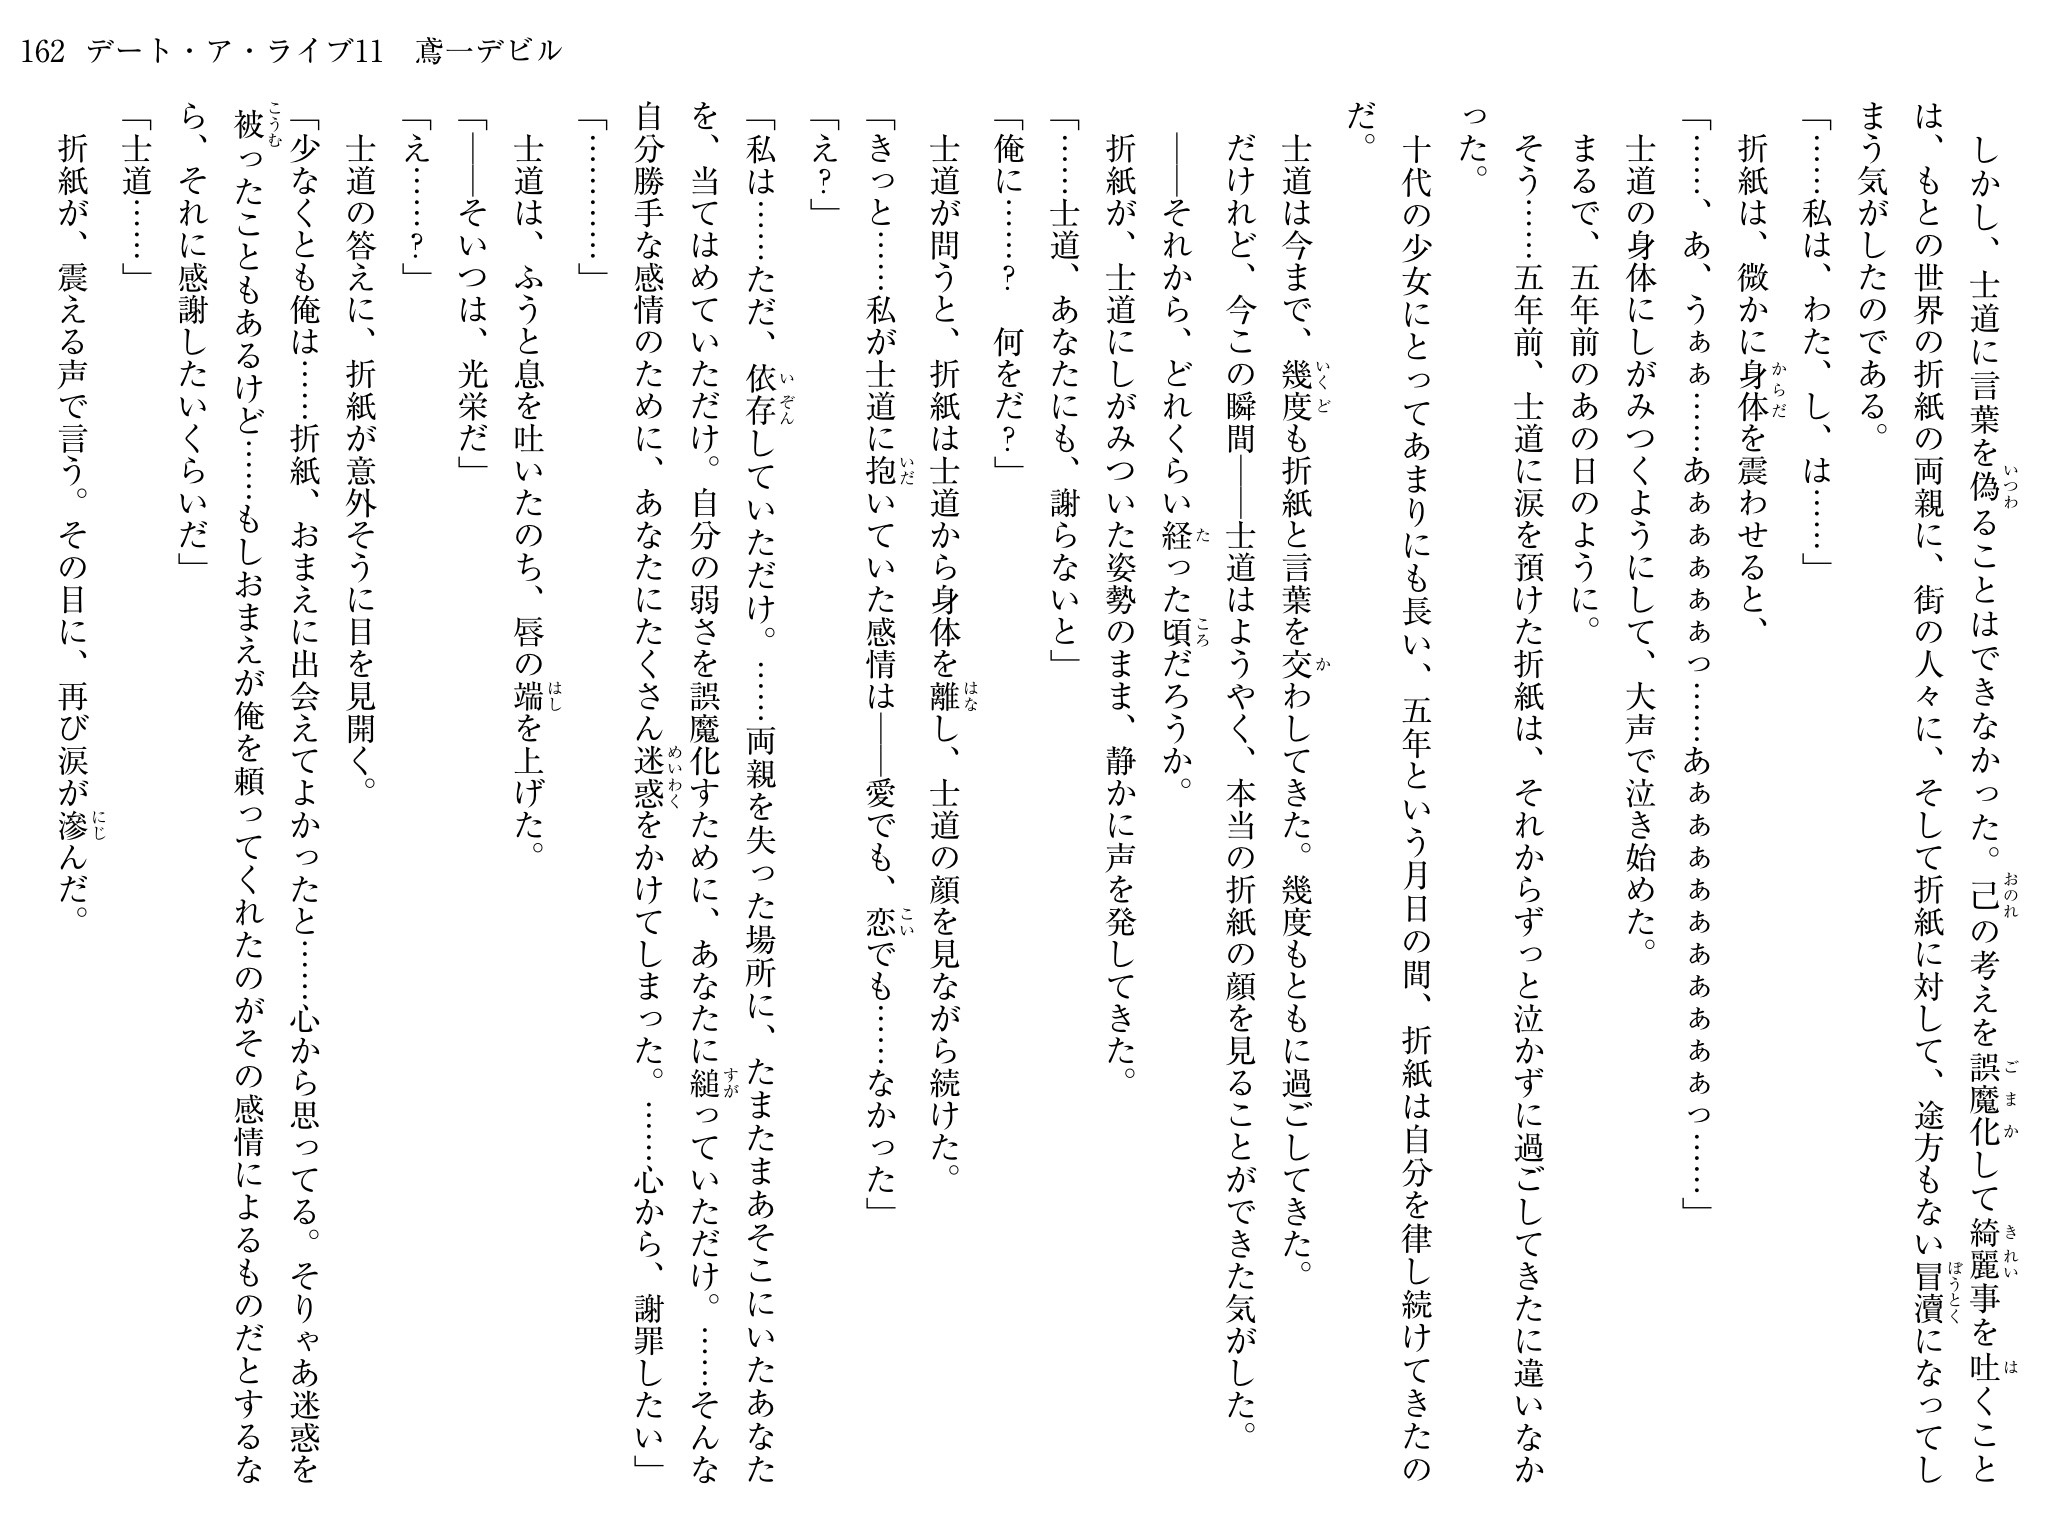 162 デート・ア・ライブ11　鳶一デビル
　しかし、士道に言葉を偽ることはできなかった。己の考えを誤魔化して綺麗事を吐くこと
は、もとの世界の折紙の両親に、街の人々に、そして折紙に対して、途方もない冒瀆になってし
まう気がしたのである。
「……私は、わた、し、は……」
　折紙は、微かに身体を震わせると、
「……、あ、うぁぁ……あぁぁぁぁぁっ……あぁぁぁぁぁぁぁぁぁぁっ……」
　士道の身体にしがみつくようにして、大声で泣き始めた。
　まるで、五年前のあの日のように。
　そう……五年前、士道に涙を預けた折紙は、それからずっと泣かずに過ごしてきたに違いなか
った。
　十代の少女にとってあまりにも長い、五年という月日の間、折紙は自分を律し続けてきたの
だ。
　士道は今まで、幾度も折紙と言葉を交わしてきた。幾度もともに過ごしてきた。
　だけれど、今この瞬間――士道はようやく、本当の折紙の顔を見ることができた気がした。
　――それから、どれくらい経った頃だろうか。
　折紙が、士道にしがみついた姿勢のまま、静かに声を発してきた。
「……士道、あなたにも、謝らないと」
「俺に……？　何をだ？」
　士道が問うと、折紙は士道から身体を離し、士道の顔を見ながら続けた。
「きっと……私が士道に抱いていた感情は――愛でも、恋でも……なかった」
「え？」
「私は……ただ、依存していただけ。……両親を失った場所に、たまたまあそこにいたあなた
を、当てはめていただけ。自分の弱さを誤魔化すために、あなたに縋っていただけ。……そんな
自分勝手な感情のために、あなたにたくさん迷惑をかけてしまった。……心から、謝罪したい」
「…………」
　士道は、ふうと息を吐いたのち、唇の端を上げた。
「――そいつは、光栄だ」
「え……？」
　士道の答えに、折紙が意外そうに目を見開く。
「少なくとも俺は……折紙、おまえに出会えてよかったと……心から思ってる。そりゃあ迷惑を
被ったこともあるけど……もしおまえが俺を頼ってくれたのがその感情によるものだとするな
ら、それに感謝したいくらいだ」
「士道……」
　折紙が、震える声で言う。その目に、再び涙が滲んだ。